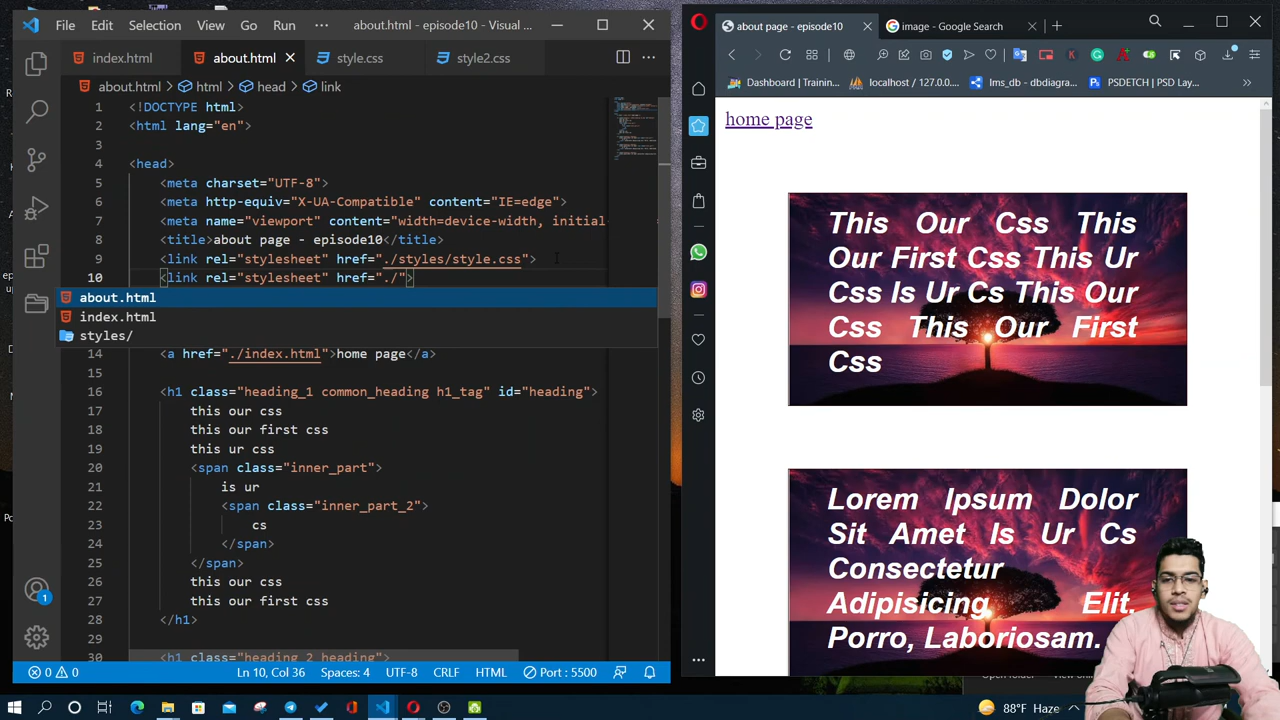 File Edit Selection View Go Run ··· about.html - episode10 - Visual ...
index.html about.html style.css style2.css
about.html > html > head > link
1 <!DOCTYPE html>
2 <html lang="en">
3
4 <head>
5 <meta charset="UTF-8">
6 <meta http-equiv="X-UA-Compatible" content="IE=edge">
7 <meta name="viewport" content="width=device-width, initial-
8 <title>about page - episode10</title>
9 <link rel="stylesheet" href="./styles/style.css">
10 <link rel="stylesheet" href="./">
about.html
index.html
styles/
14 <a href="./index.html">home page</a>
15
16 <h1 class="heading_1 common_heading h1_tag" id="heading">
17 this our css
18 this our first css
19 this ur css
20 <span class="inner_part">
21 is ur
22 <span class="inner_part_2">
23 cs
24 </span>
25 </span>
26 this our css
27 this our first css
28 </h1>
29
30 <h1 class="heading_2 heading">
1
0 0 Ln 10, Col 36 Spaces: 4 UTF-8 CRLF HTML Port : 5500
about page - episode10 image - Google Search
Dashboard | Trainin... localhost / 127.0.0.... lms_db - dbdiagra... PSDETCH | PSD Lay...
home page
This Our Css This
Our First Css This Ur
Css Is Ur Cs This Our
Css This Our First
Css
Lorem Ipsum Dolor
Sit Amet Is Ur Cs
Consectetur
Adipisicing Elit.
Porro, Laboriosam.
88°F Haze